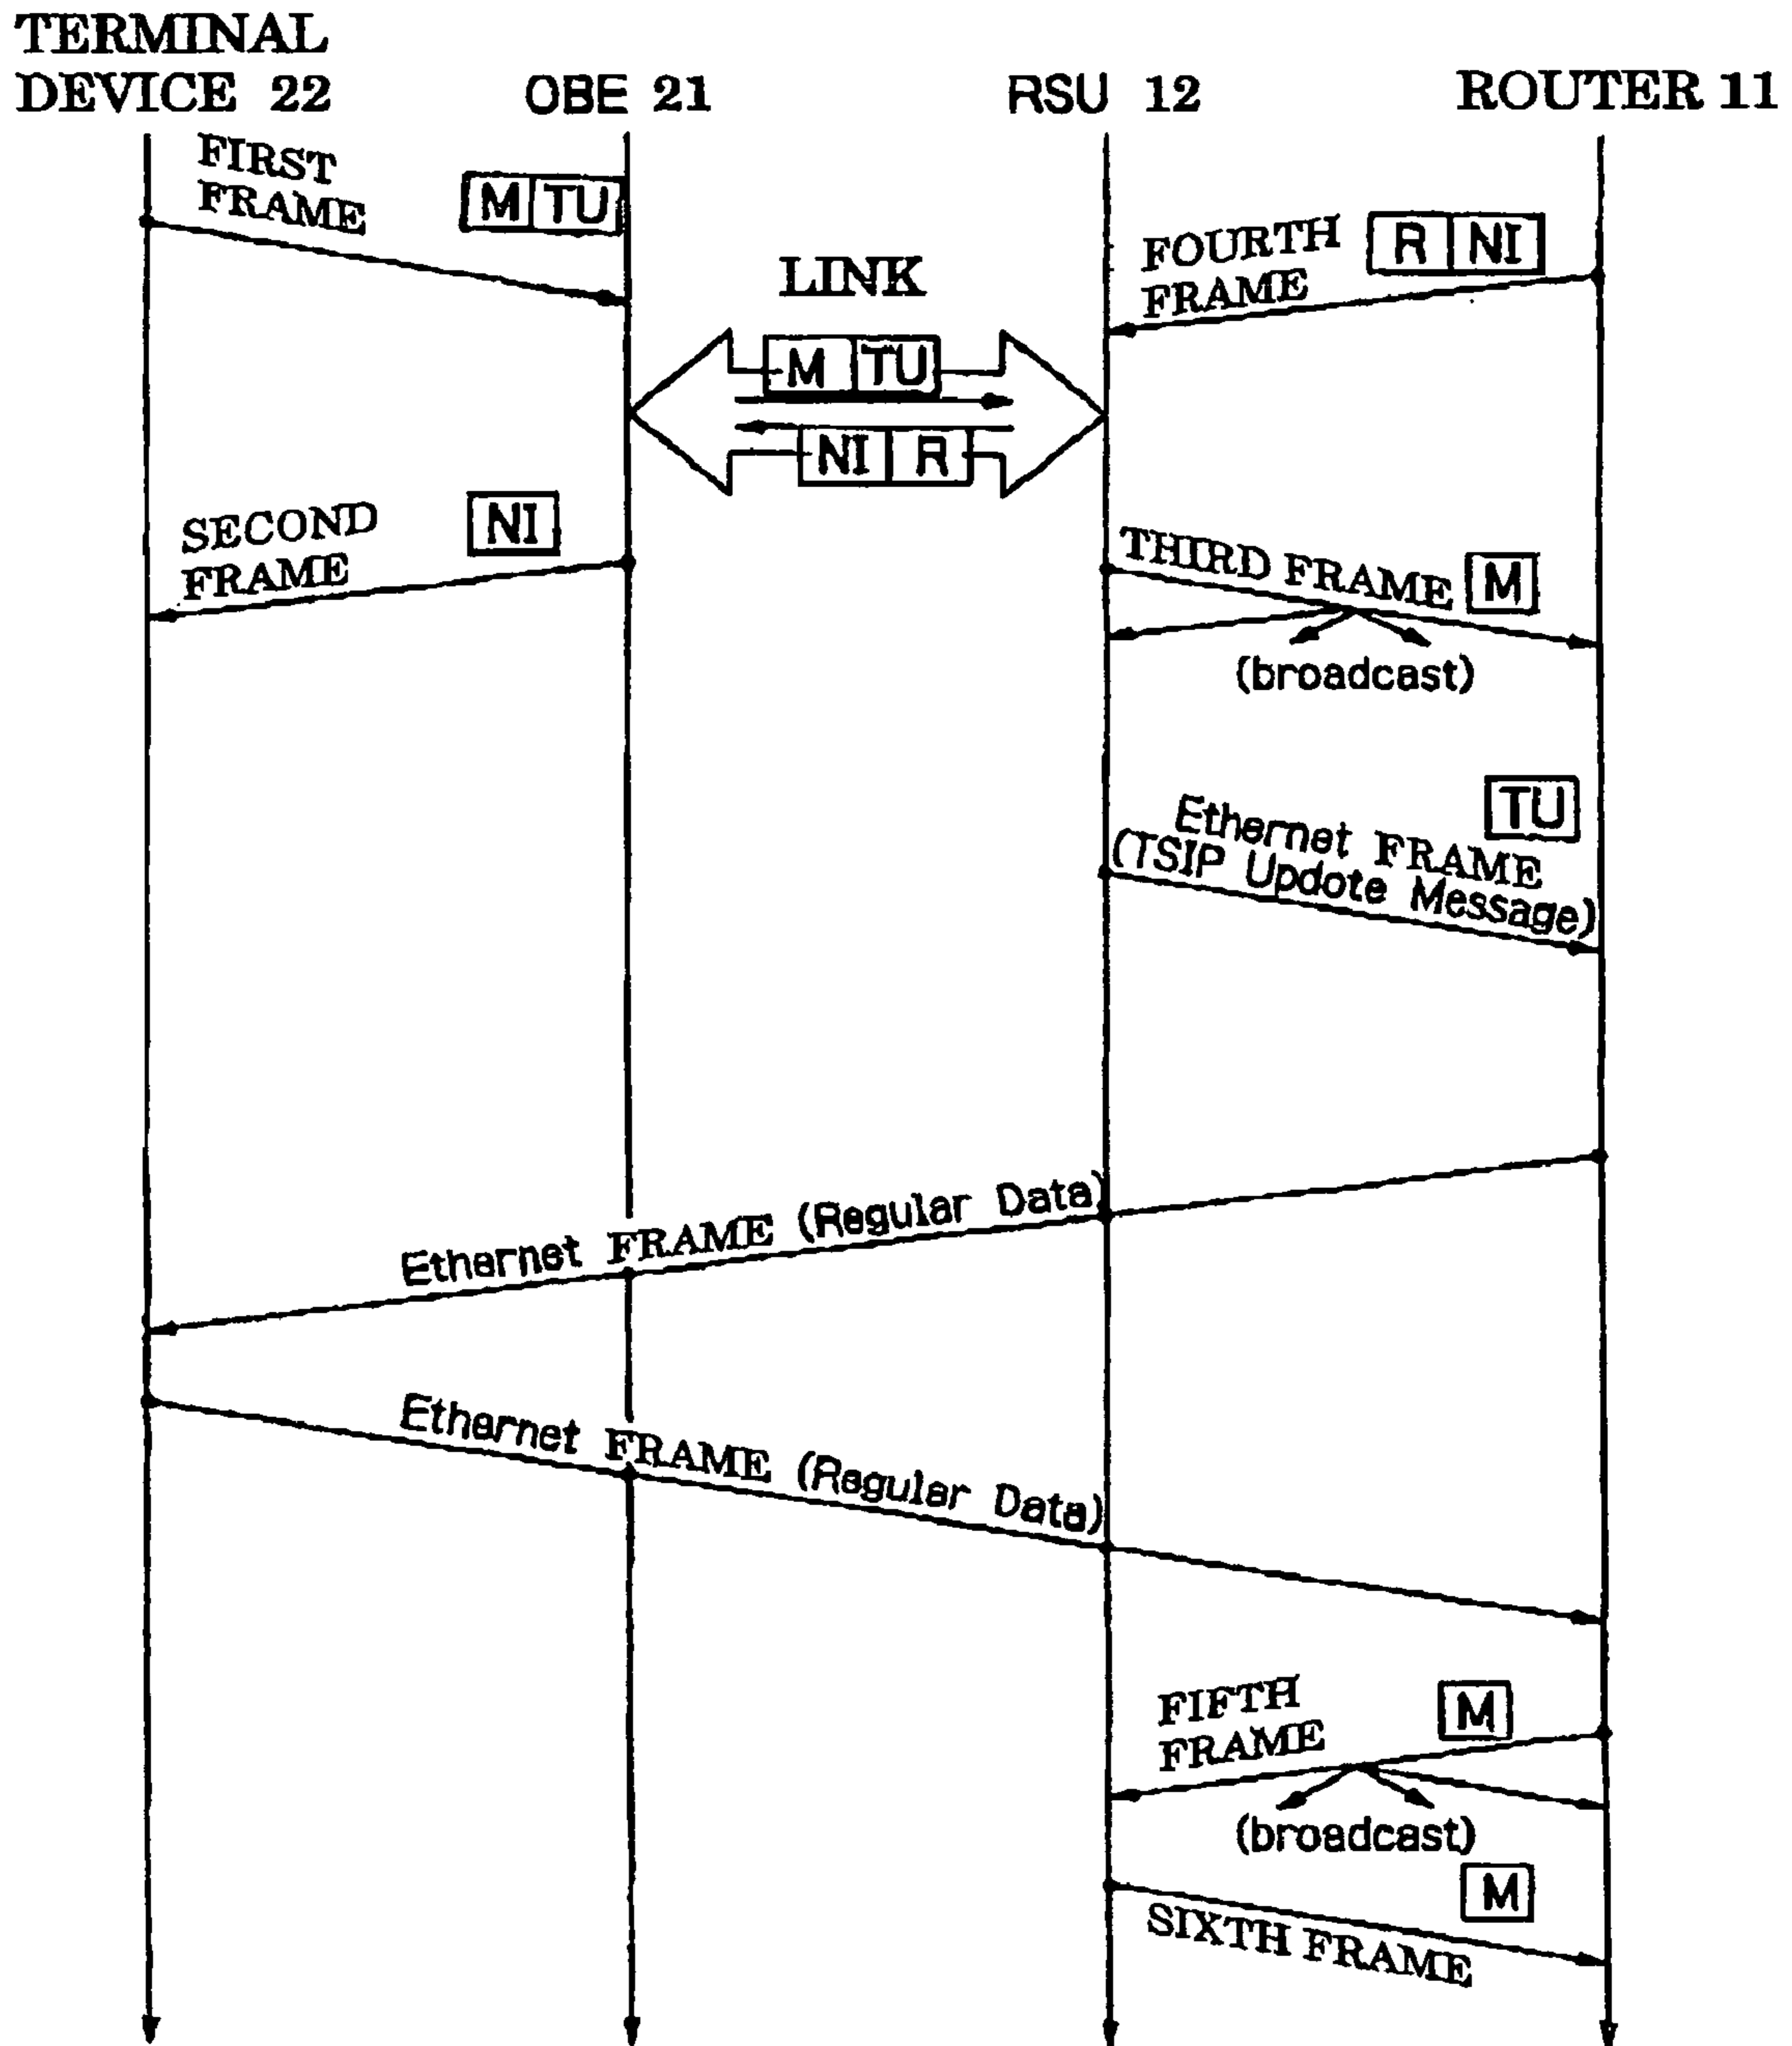 TERMINAL
DEVICE 22
OBE 21
RSU 12
ROUTER 11
FIRST
FRAME
M TU
FOURTH
FRAME
R NI
LINK
M TU
NI R
SECOND
FRAME
NI
THIRD FRAME M
(broadcast)
TU
Ethernet FRAME
(TSIP Updote Message)
Ethernet FRAME (Regular Data)
Ethernet FRAME (Regular Data)
FIFTH
FRAME
M
(broadcast)
M
SIXTH FRAME